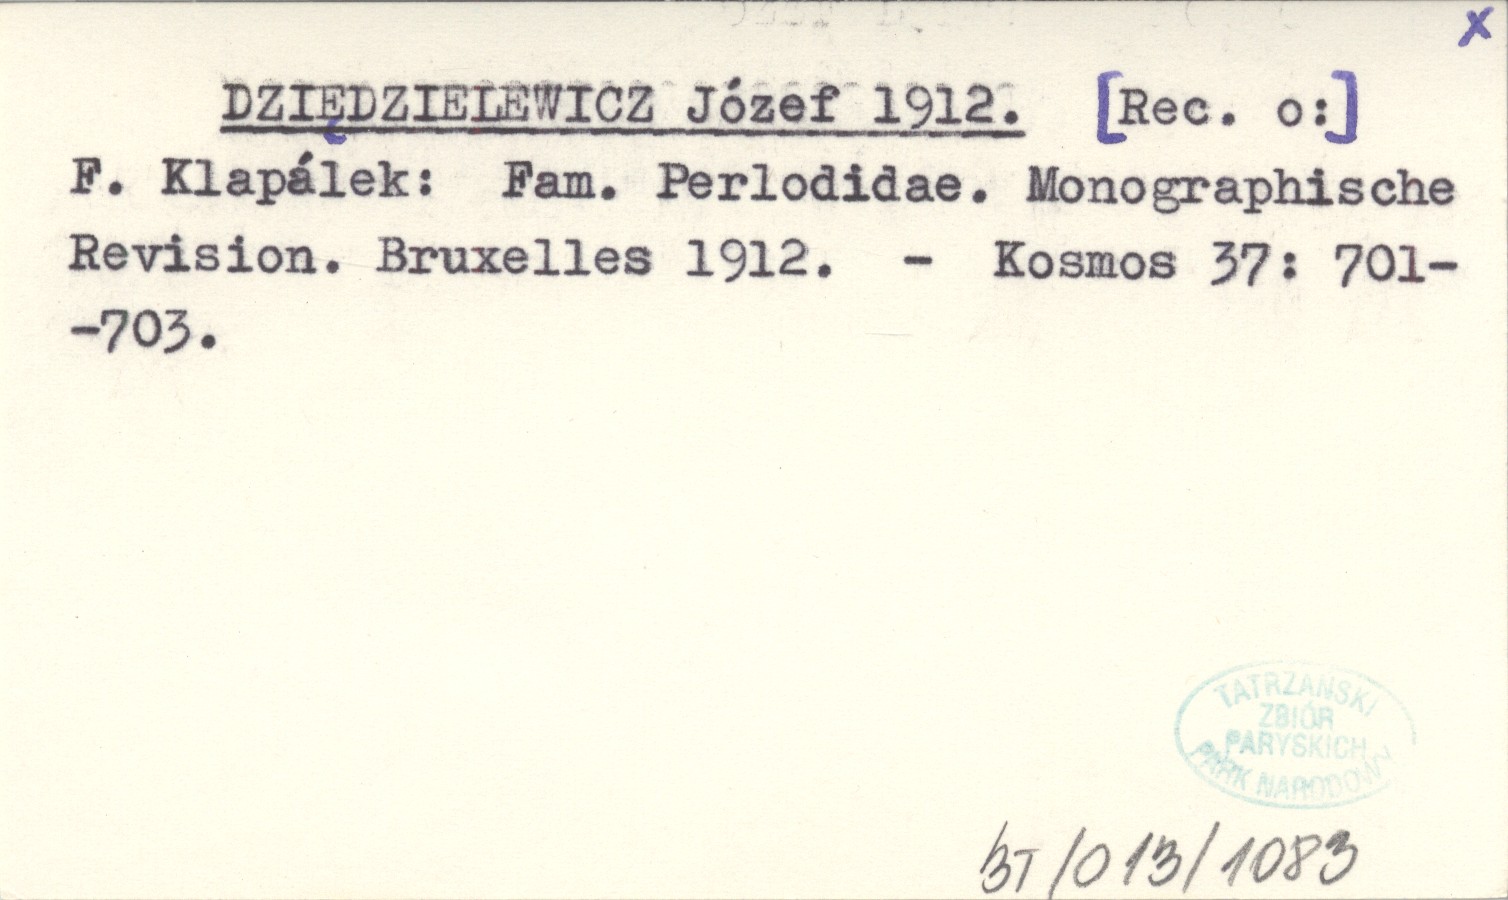 x
DZIĘDZIELEWICZ Józef 1912. [Rec. o:]
F. Klapálek: Fam. Perlodidae. Monographische
Revision. Bruxelles 1912. - Kosmos 37: 701-
-703.
TATRZAŃSKI
ZBIÓR
PARYSKICH
PARK NARODOWY
BT/013/1083